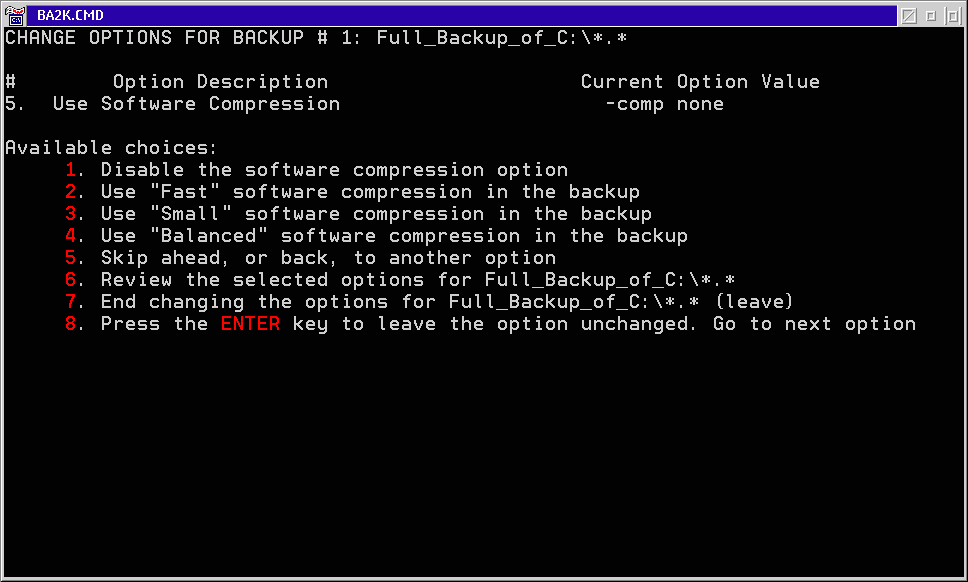 BA2K.CMD
CHANGE OPTIONS FOR BACKUP # 1: Full_Backup_of_C:\*.*
# Option Description Current Option Value
5. Use Software Compression -comp none
Available choices:
1. Disable the software compression option
2. Use "Fast" software compression in the backup
3. Use "Small" software compression in the backup
4. Use "Balanced" software compression in the backup
5. Skip ahead, or back, to another option
6. Review the selected options for Full_Backup_of_C:\*.*
7. End changing the options for Full_Backup_of_C:\*.* (leave)
8. Press the ENTER key to leave the option unchanged. Go to next option